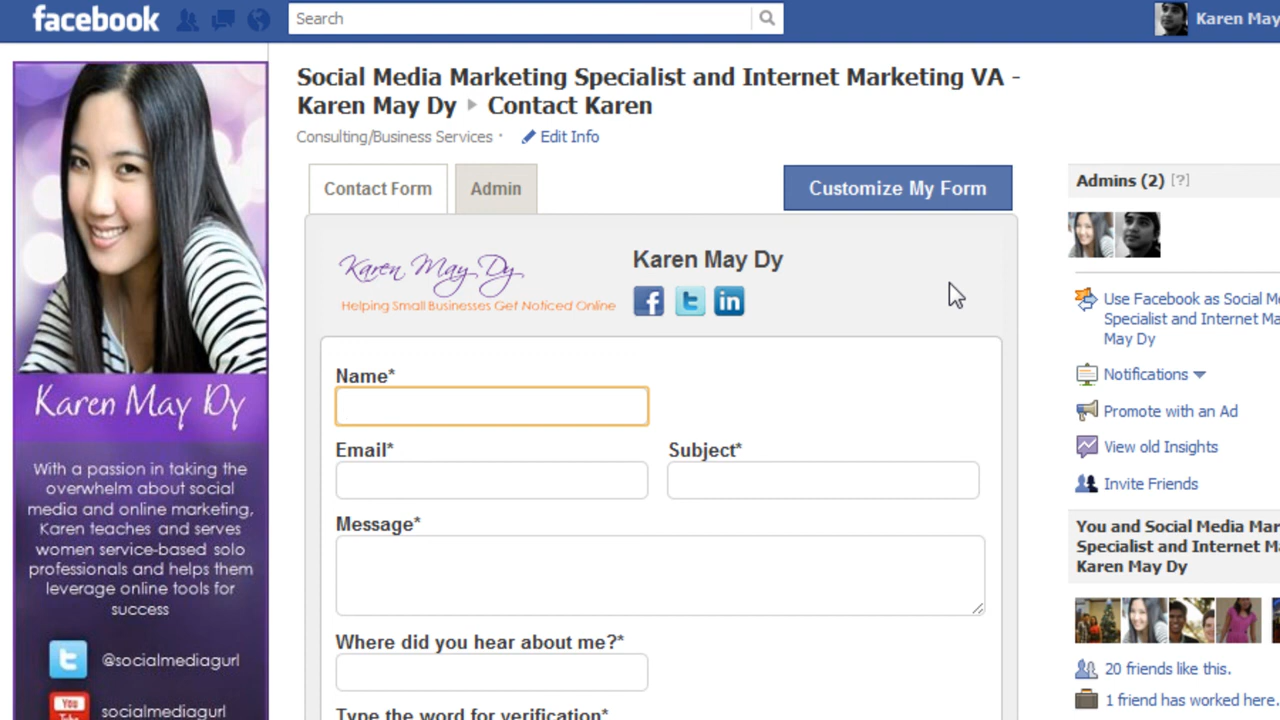 facebook
Search
Karen May
Social Media Marketing Specialist and Internet Marketing VA -
Karen May Dy ▸ Contact Karen
Consulting/Business Services · Edit Info
Contact Form
Admin
Customize My Form
Karen May Dy
Helping Small Businesses Get Noticed Online
Karen May Dy
f t in
Name*
Email*
Subject*
Message*
Where did you hear about me?*
Type the word for verification*
Karen May Dy
With a passion in taking the
overwhelm about social
media and online marketing,
Karen teaches and serves
women service-based solo
professionals and helps them
leverage online tools for
success
t @socialmediagurl
You socialmediagurl
Admins (2) [?]
Use Facebook as Social
Specialist and Internet
May Dy
Notifications
Promote with an Ad
View old Insights
Invite Friends
You and Social Media
Specialist and Internet
Karen May Dy
20 friends like this.
1 friend has worked here.